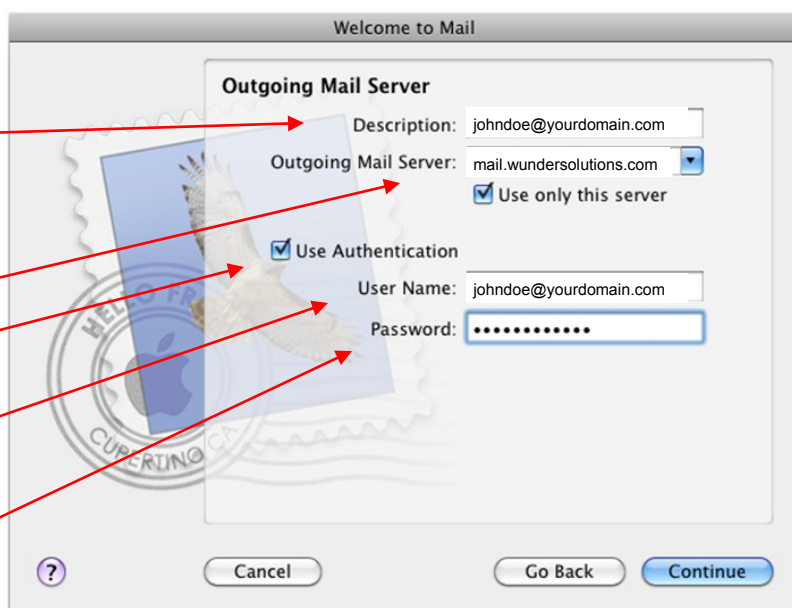 Welcome to Mail
Outgoing Mail Server
Description: johndoe@yourdomain.com
Outgoing Mail Server: mail.wundersolutions.com
Use only this server
Use Authentication
User Name: johndoe@yourdomain.com
Password: ••••••••••••
HELLO FR
CUPERTINO CA
? Cancel Go Back Continue